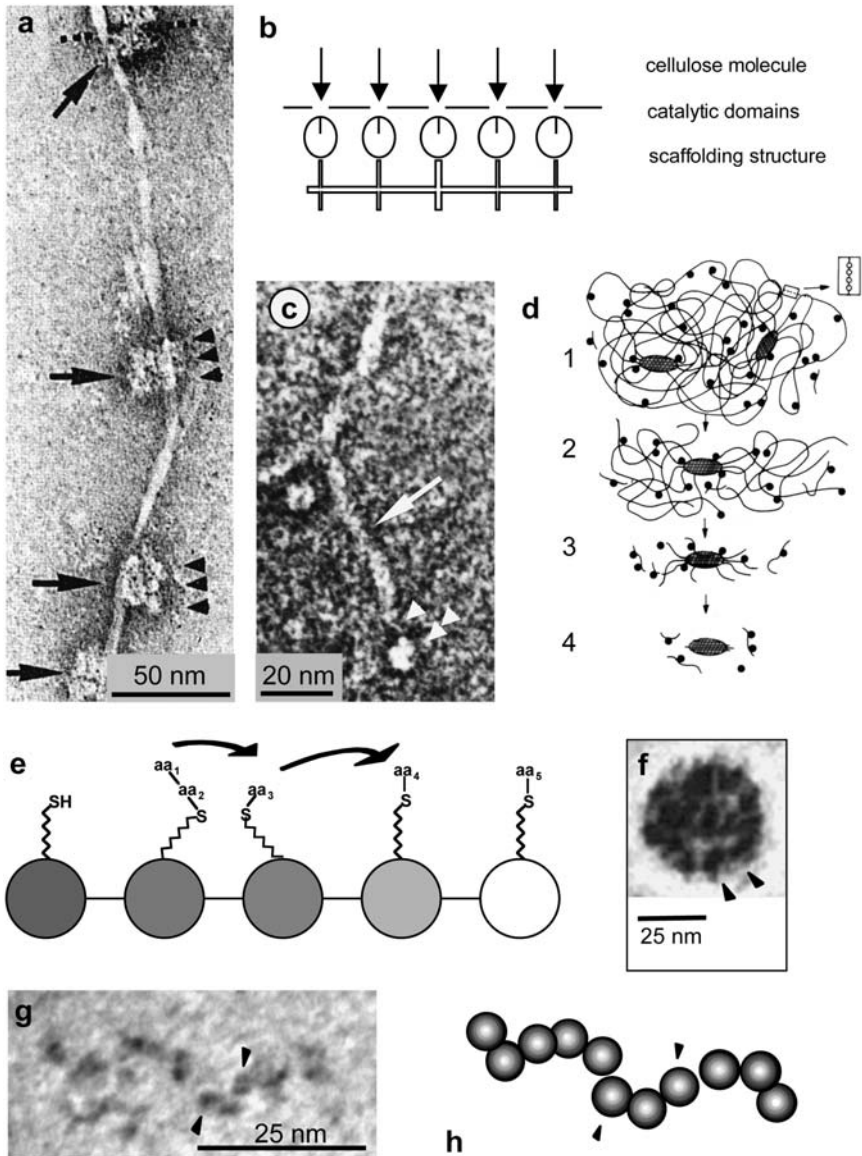 a
b
cellulose molecule
catalytic domains
scaffolding structure
c
d
1
2
3
4
50 nm
20 nm
e
aa1
aa2
S
SH
aa3
S
aa4
S
aa5
S
f
25 nm
g
25 nm
h